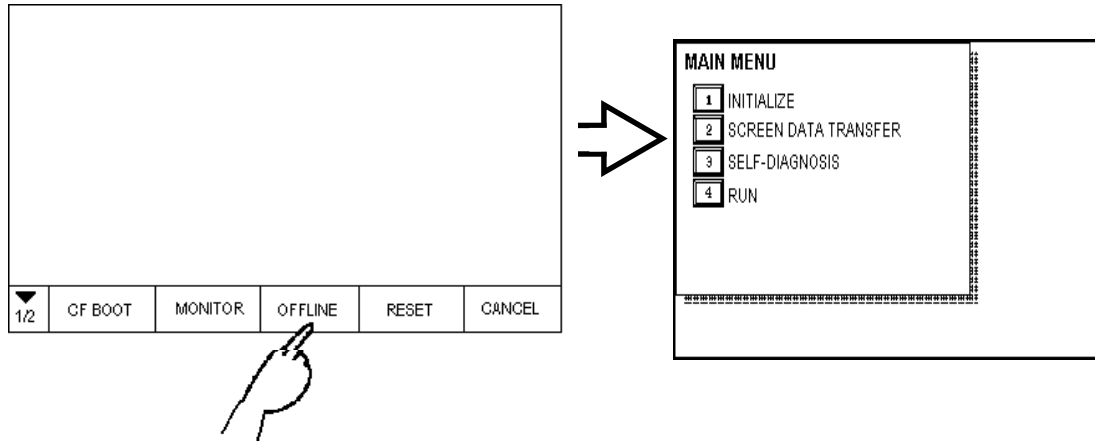 MAIN MENU
1 INITIALIZE
2 SCREEN DATA TRANSFER
3 SELF-DIAGNOSIS
4 RUN
1/2 CF BOOT MONITOR OFFLINE RESET CANCEL